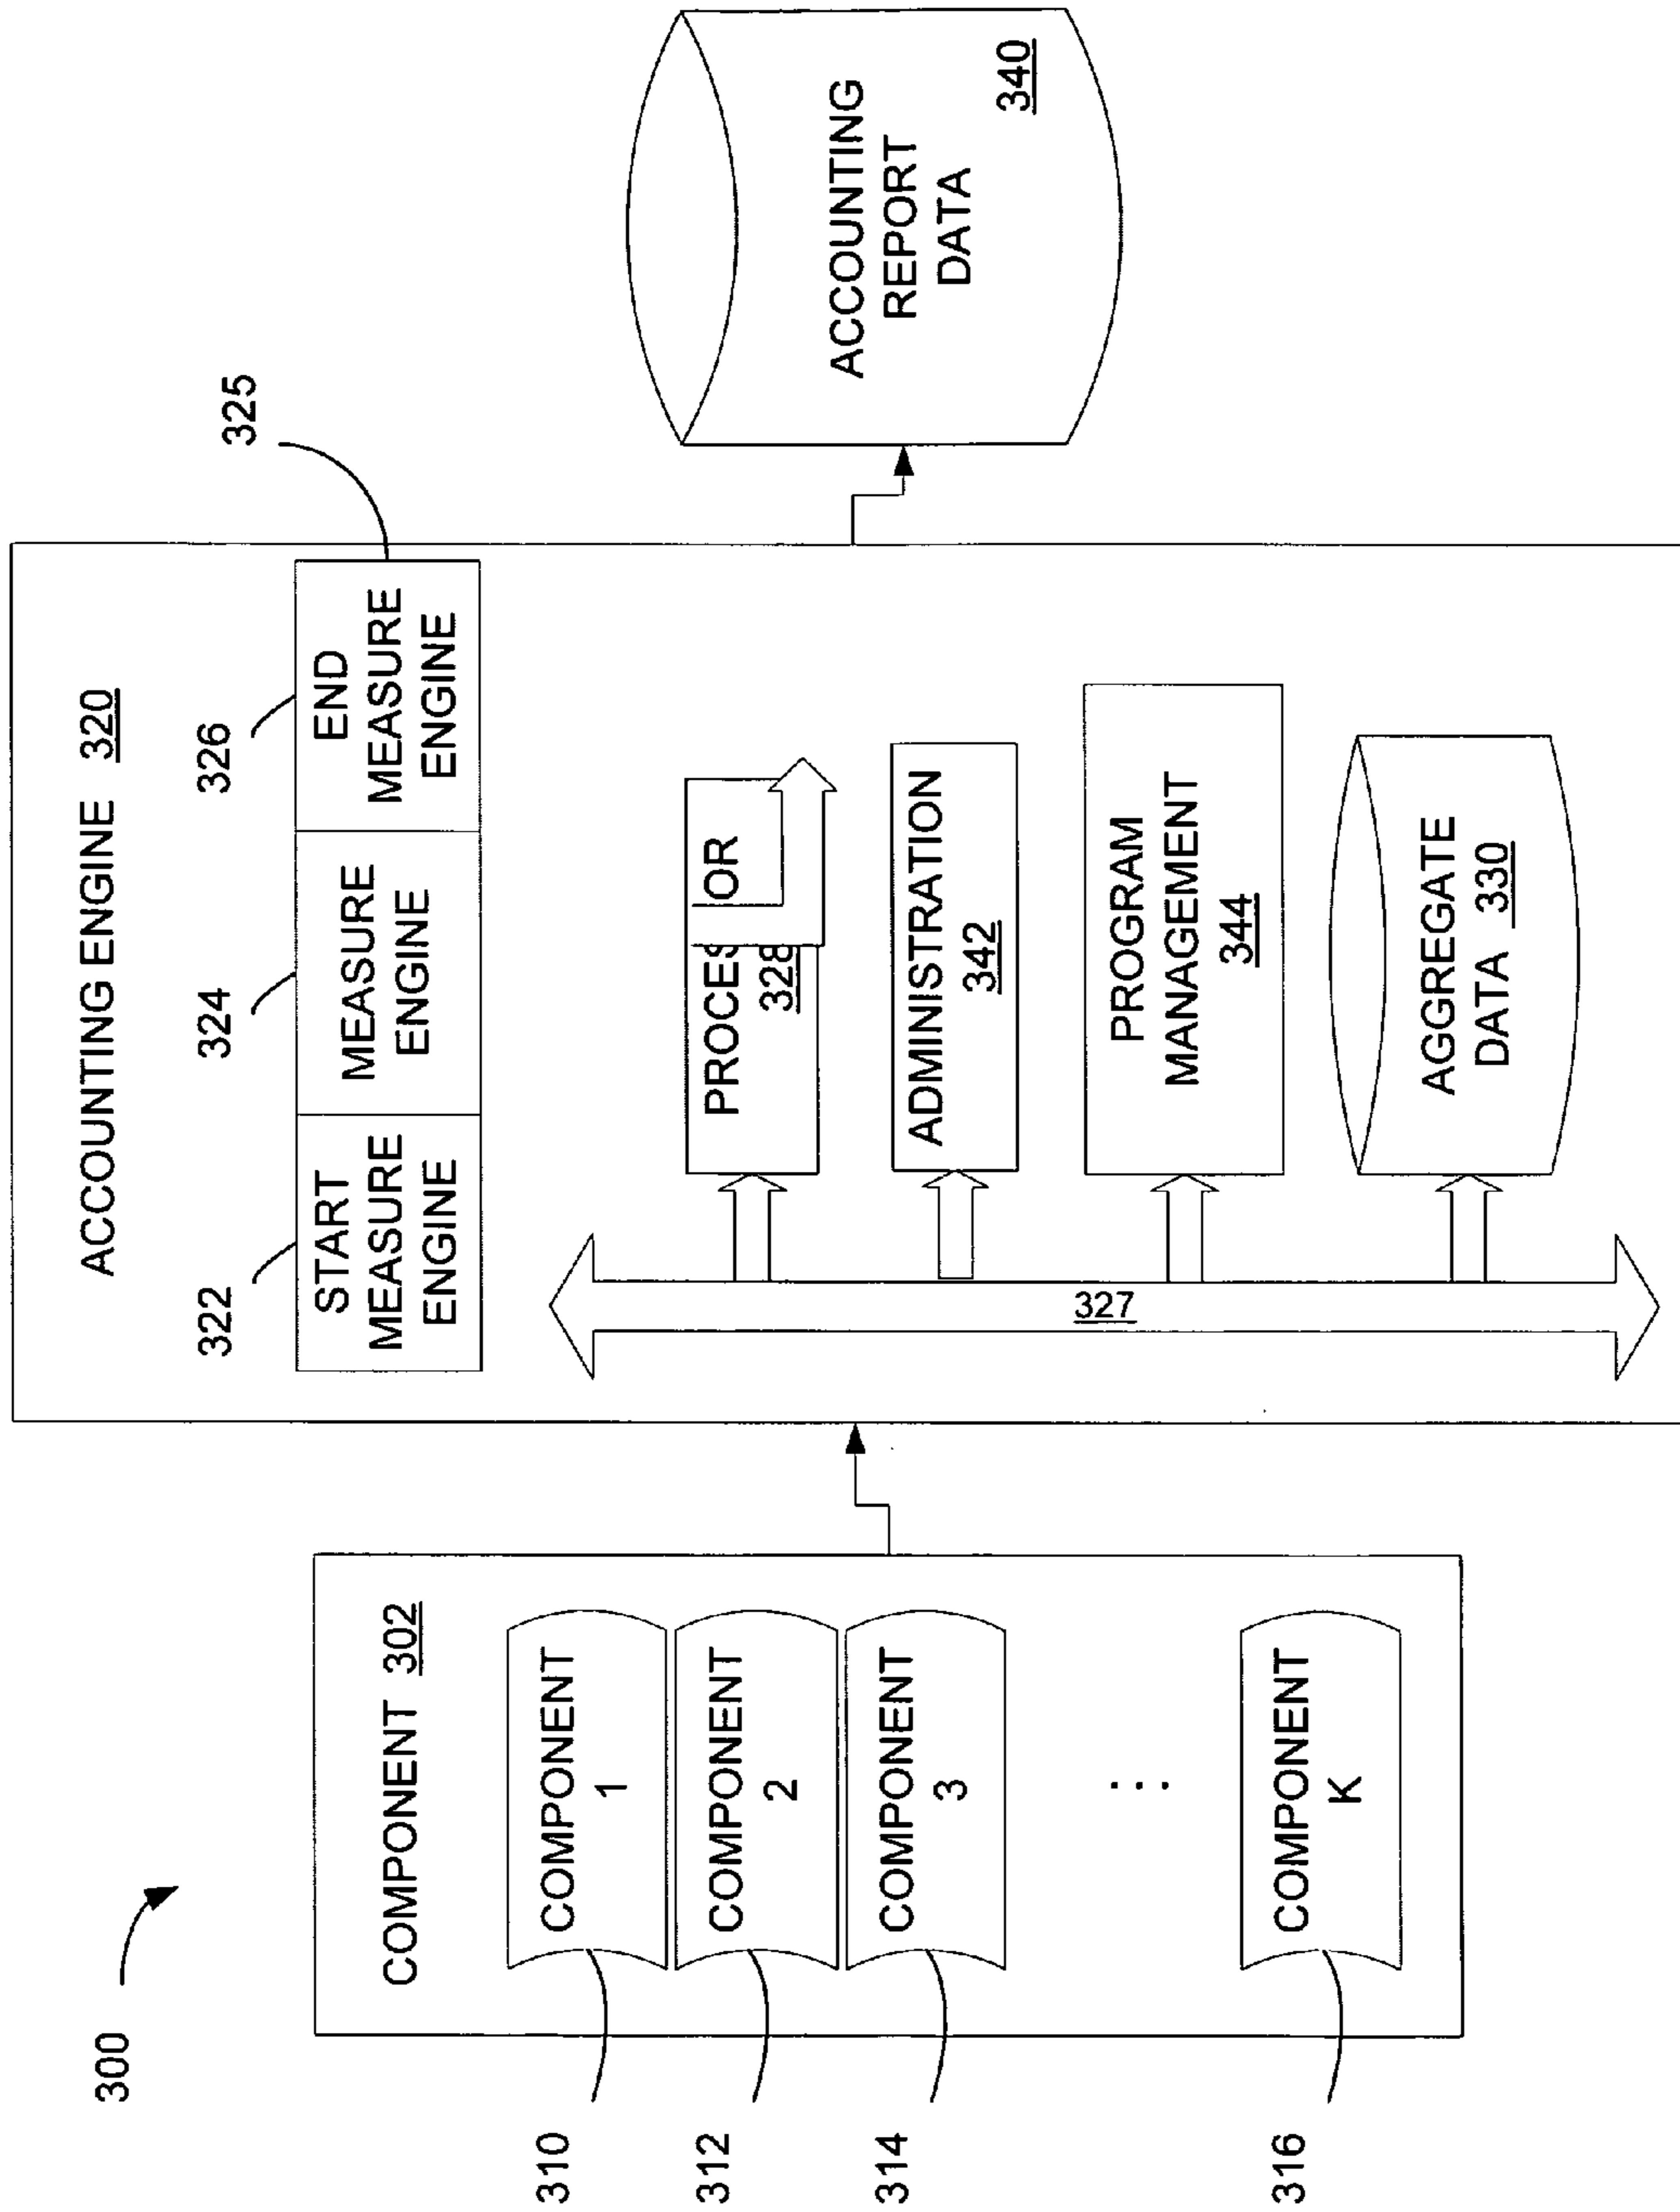 300
COMPONENT 302
310
COMPONENT
1
312
COMPONENT
2
314
COMPONENT
3
...
316
COMPONENT
K
ACCOUNTING ENGINE 320
322
324
326
325
START
MEASURE
ENGINE
MEASURE
ENGINE
END
MEASURE
ENGINE
327
328
ADMINISTRATION
342
PROGRAM
MANAGEMENT
344
AGGREGATE
DATA 330
ACCOUNTING
REPORT
DATA
340